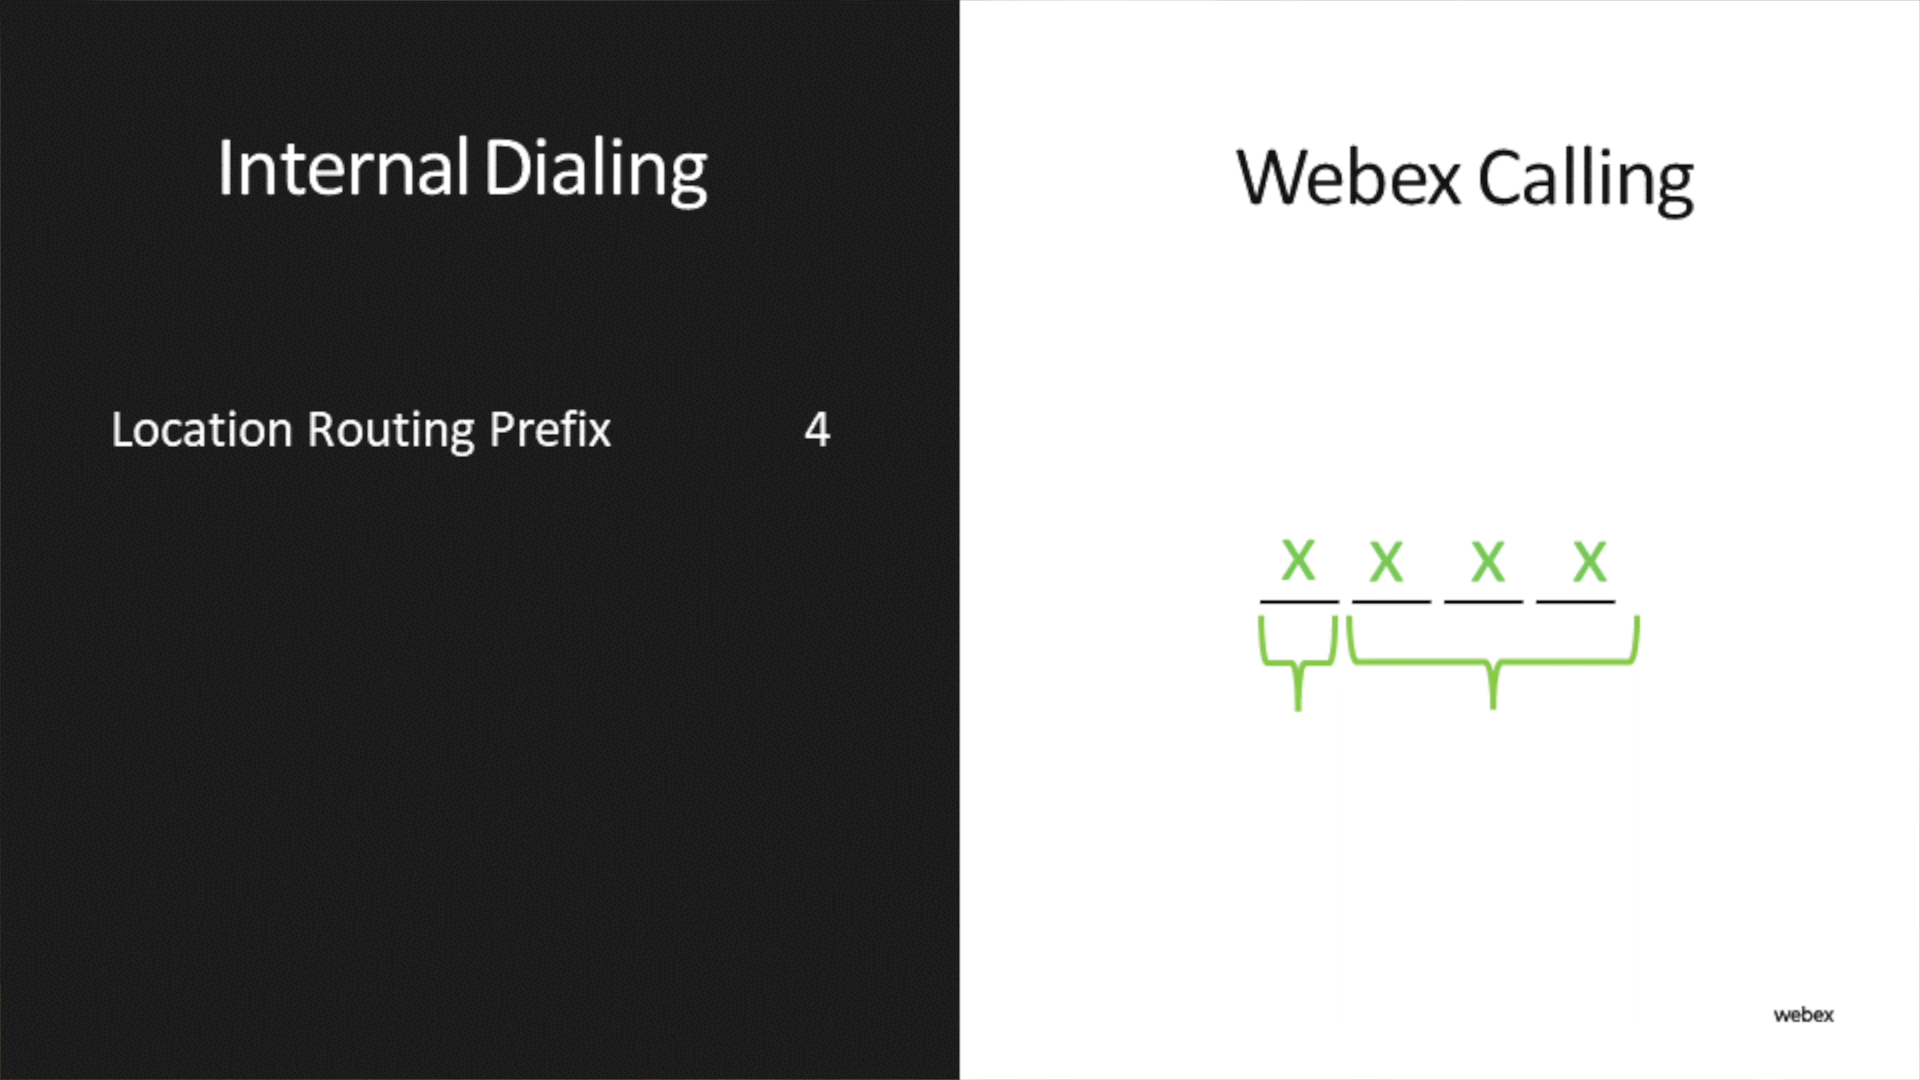 Internal Dialing
Location Routing Prefix 4
Webex Calling
X X X X
webex